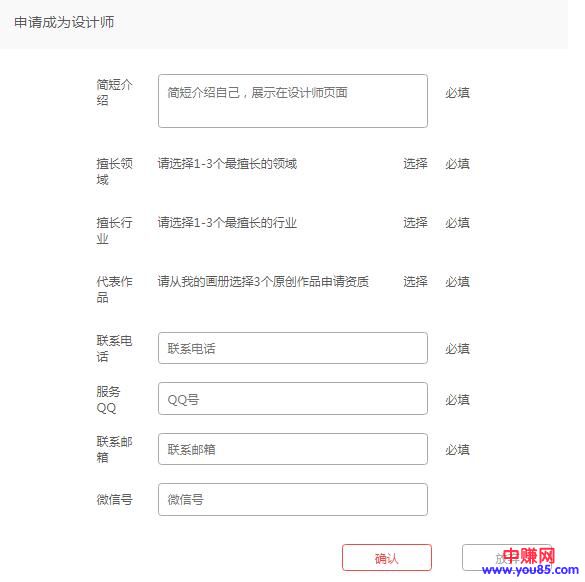 申请成为设计师
简短介
绍
简短介绍自己，展示在设计师页面
必填
擅长领
域
请选择1-3个最擅长的领域
选择
必填
擅长行
业
请选择1-3个最擅长的行业
选择
必填
代表作
品
请从我的画册选择3个原创作品申请资质
选择
必填
联系电
话
联系电话
必填
服务
QQ
QQ号
必填
联系邮
箱
联系邮箱
必填
微信号
微信号
确认
放
中赚网
www.you85.com